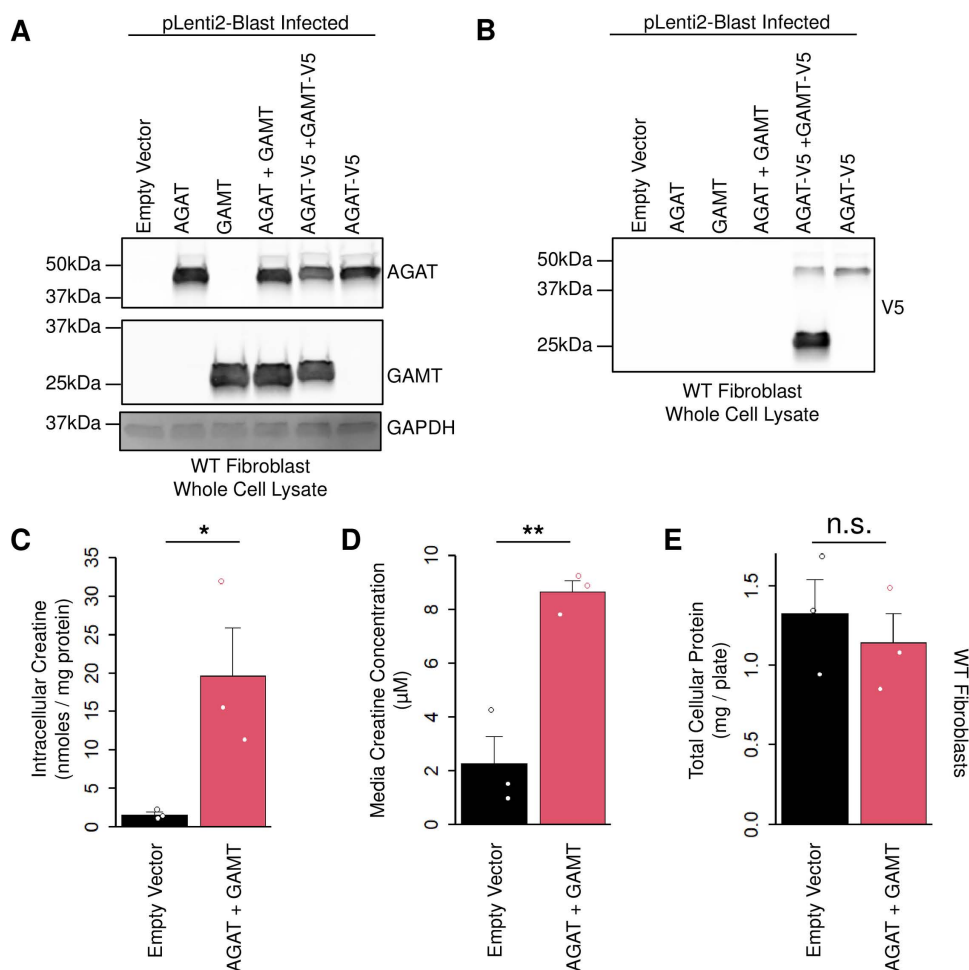 A
pLenti2-Blast Infected
Empty Vector
AGAT
GAMT
AGAT + GAMT
AGAT-V5 +GAMT-V5
AGAT-V5
50kDa
37kDa
AGAT
37kDa
25kDa
GAMT
37kDa
GAPDH
WT Fibroblast
Whole Cell Lysate
B
pLenti2-Blast Infected
Empty Vector
AGAT
GAMT
AGAT + GAMT
AGAT-V5 +GAMT-V5
AGAT-V5
50kDa
37kDa
25kDa
V5
WT Fibroblast
Whole Cell Lysate
C
*
Intracellular Creatine
(nmoles / mg protein)
35
30
25
20
15
10
5
0
Empty Vector
AGAT + GAMT
D
**
Media Creatine Concentration
(µM)
10
8
6
4
2
0
Empty Vector
AGAT + GAMT
E
n.s.
Total Cellular Protein
(mg / plate)
1.5
1.0
0.5
0.0
Empty Vector
AGAT + GAMT
WT Fibroblasts